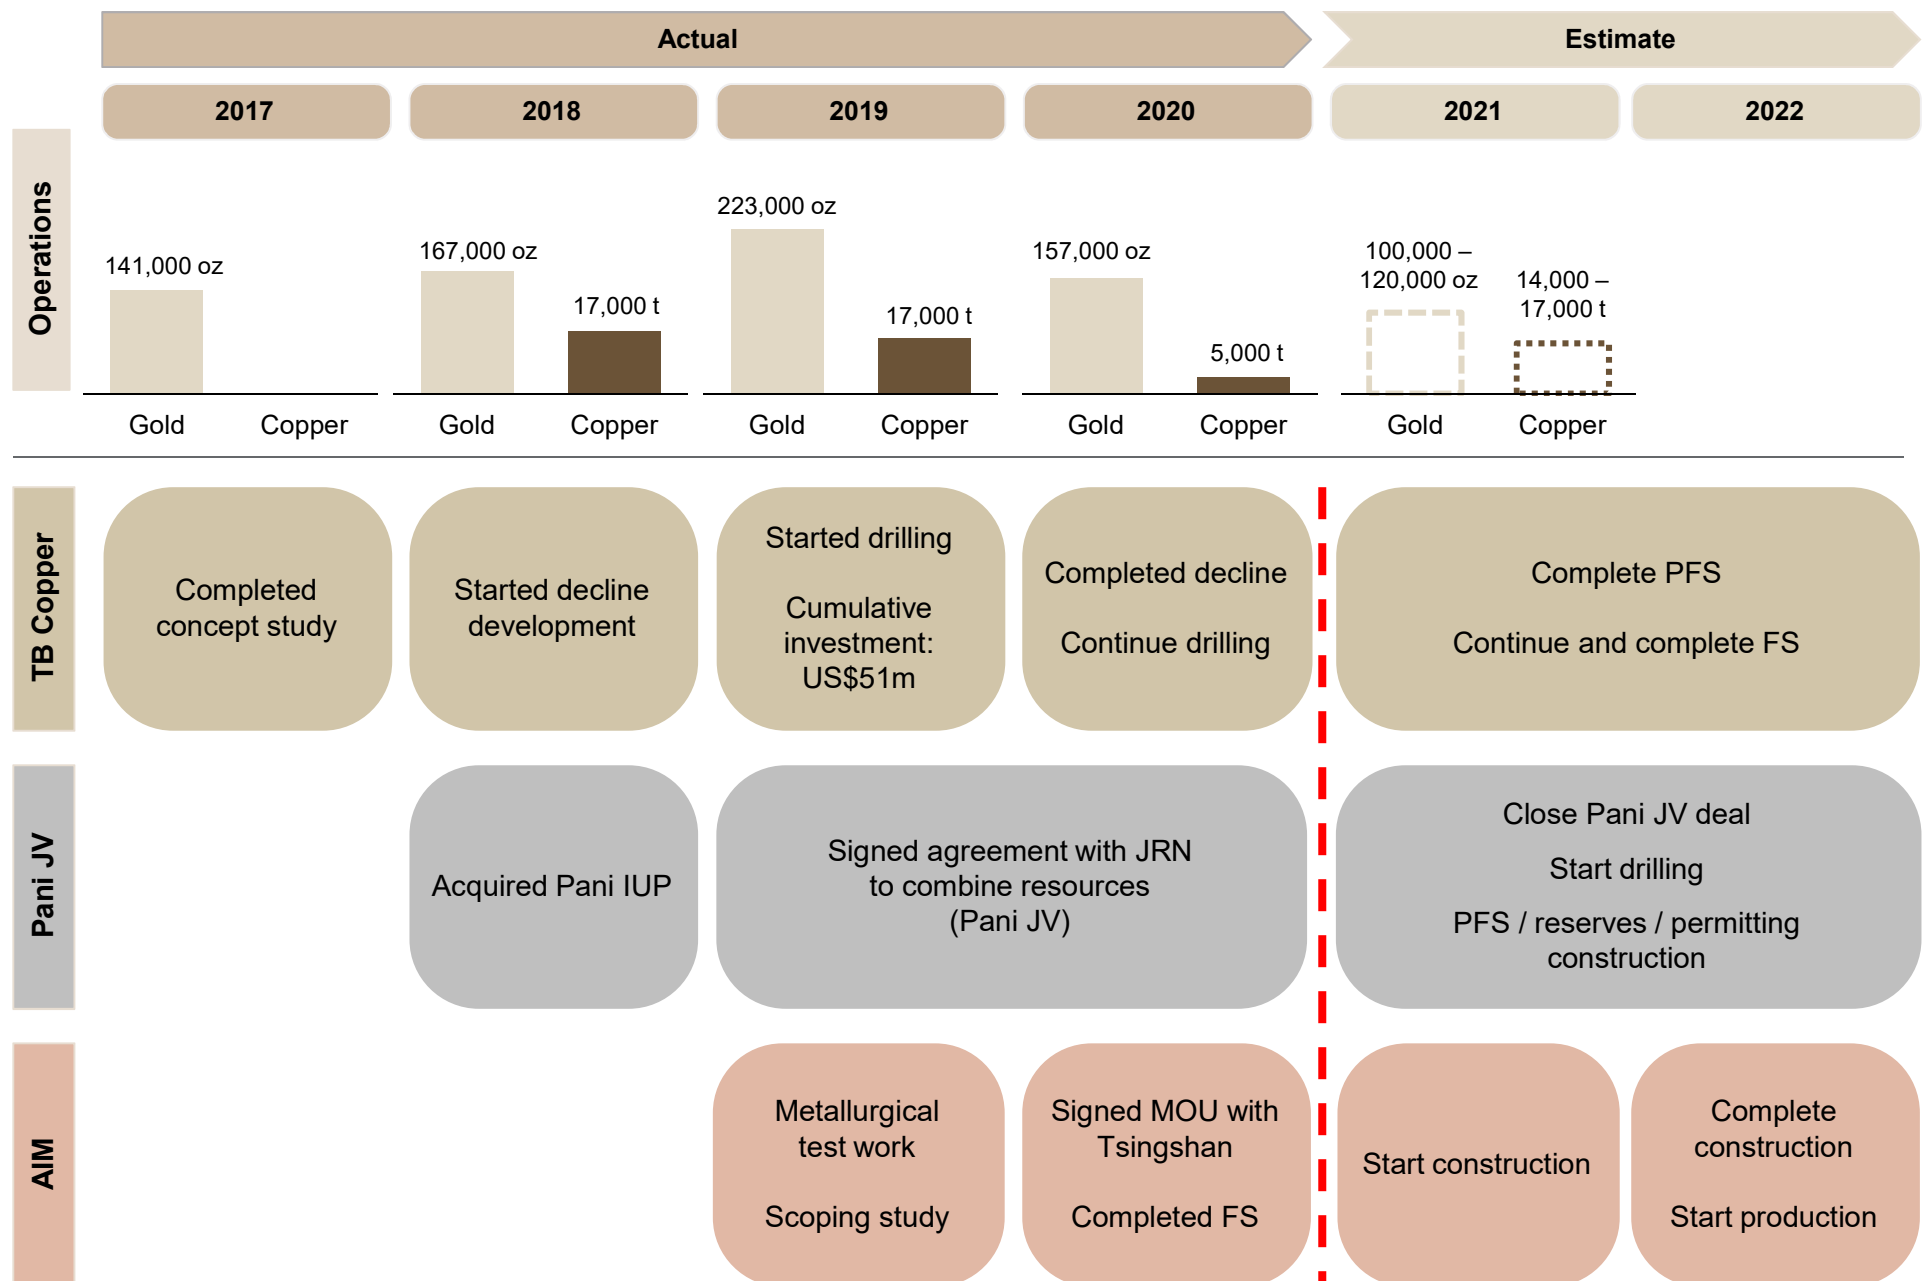 Actual
Estimate
2017
2018
2019
2020
2021
2022
Operations
141,000 oz
167,000 oz
17,000 t
223,000 oz
17,000 t
157,000 oz
5,000 t
100,000 –
120,000 oz
14,000 –
17,000 t
Gold
Copper
Gold
Copper
Gold
Copper
Gold
Copper
Gold
Copper
TB Copper
Completed
concept study
Started decline
development
Started drilling
Cumulative
investment:
US$51m
Completed decline
Continue drilling
Complete PFS
Continue and complete FS
Pani JV
Acquired Pani IUP
Signed agreement with JRN
to combine resources
(Pani JV)
Close Pani JV deal
Start drilling
PFS / reserves / permitting
construction
AIM
Metallurgical
test work
Scoping study
Signed MOU with
Tsingshan
Completed FS
Start construction
Complete
construction
Start production